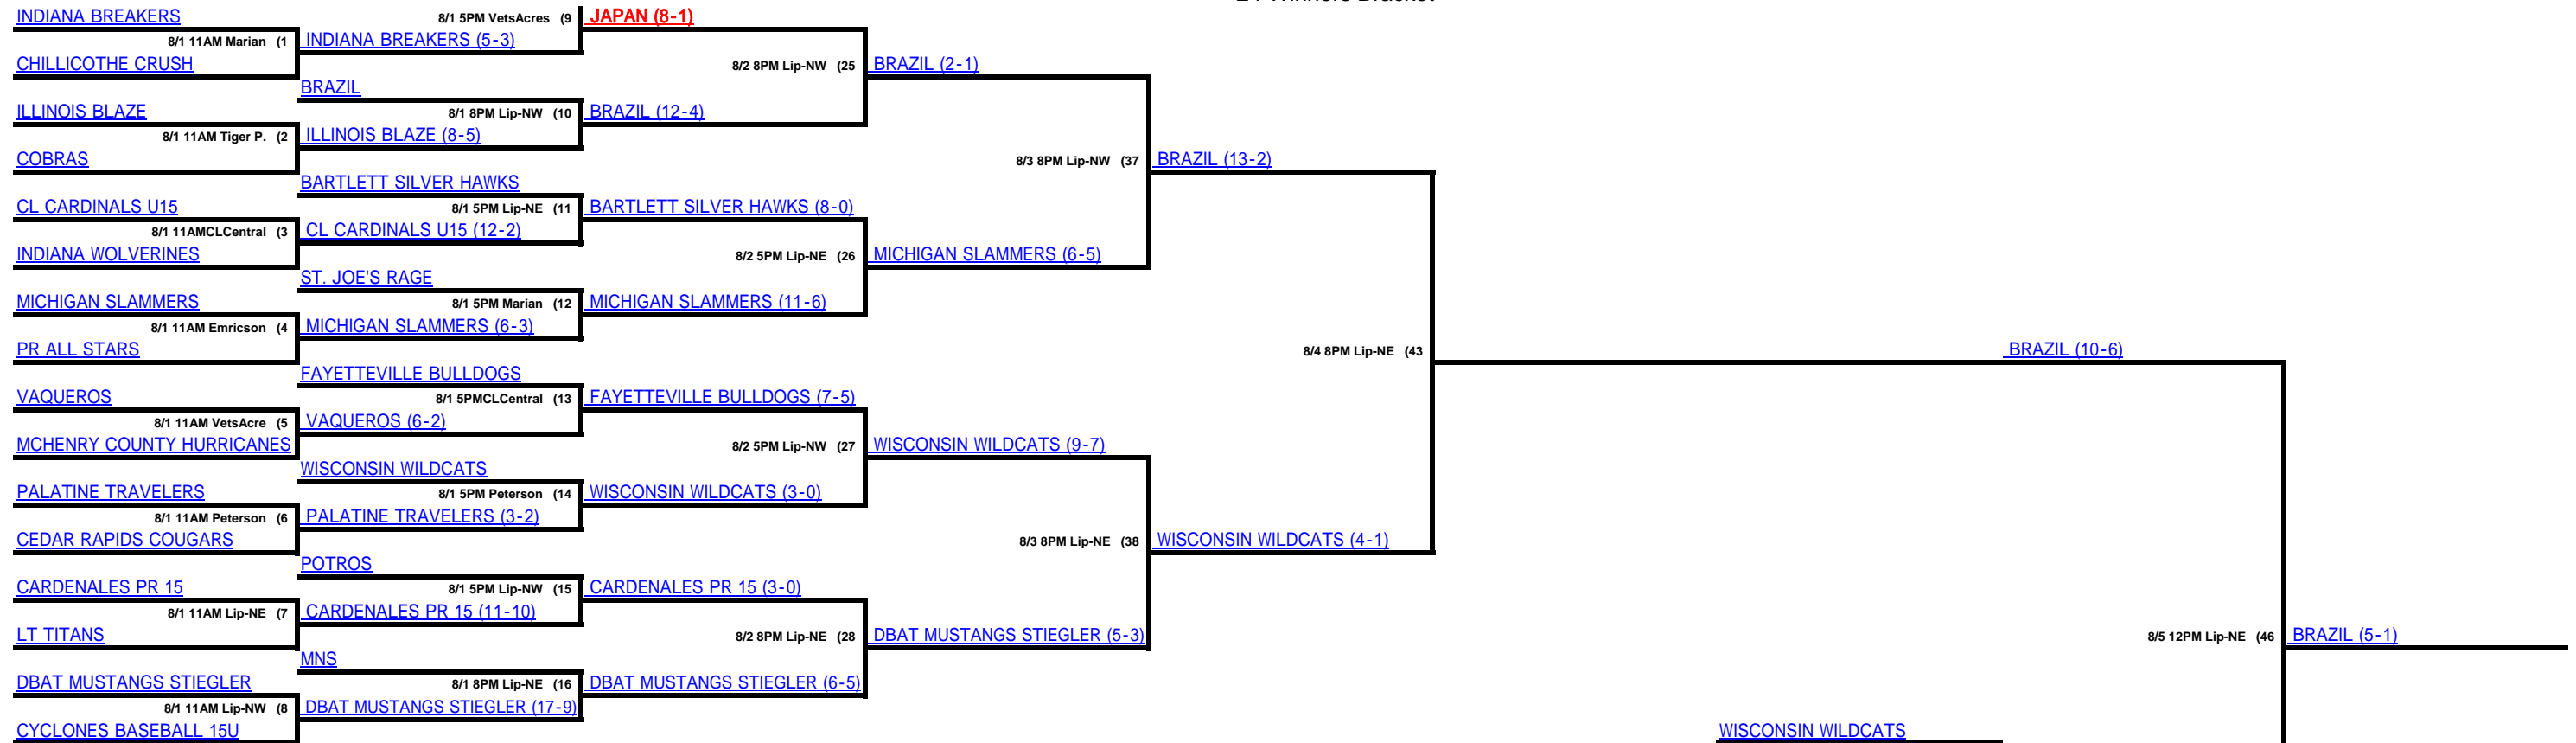 24 Winners Bracket
INDIANA BREAKERS
8/1 5PM VetsAcres (9
JAPAN (8-1)
8/1 11AM Marian (1
INDIANA BREAKERS (5-3)
CHILLICOTHE CRUSH
8/2 8PM Lip-NW (25
BRAZIL (2-1)
BRAZIL
ILLINOIS BLAZE
8/1 8PM Lip-NW (10
BRAZIL (12-4)
8/1 11AM Tiger P. (2
ILLINOIS BLAZE (8-5)
COBRAS
8/3 8PM Lip-NW (37
BRAZIL (13-2)
BARTLETT SILVER HAWKS
CL CARDINALS U15
8/1 5PM Lip-NE (11
BARTLETT SILVER HAWKS (8-0)
8/1 11AMCLCentral (3
CL CARDINALS U15 (12-2)
INDIANA WOLVERINES
8/2 5PM Lip-NE (26
MICHIGAN SLAMMERS (6-5)
ST. JOE'S RAGE
MICHIGAN SLAMMERS
8/1 5PM Marian (12
MICHIGAN SLAMMERS (11-6)
8/1 11AM Emricson (4
MICHIGAN SLAMMERS (6-3)
PR ALL STARS
8/4 8PM Lip-NE (43
BRAZIL (10-6)
FAYETTEVILLE BULLDOGS
VAQUEROS
8/1 5PMCLCentral (13
FAYETTEVILLE BULLDOGS (7-5)
8/1 11AM VetsAcre (5
VAQUEROS (6-2)
MCHENRY COUNTY HURRICANES
8/2 5PM Lip-NW (27
WISCONSIN WILDCATS (9-7)
WISCONSIN WILDCATS
PALATINE TRAVELERS
8/1 5PM Peterson (14
WISCONSIN WILDCATS (3-0)
8/1 11AM Peterson (6
PALATINE TRAVELERS (3-2)
CEDAR RAPIDS COUGARS
8/3 8PM Lip-NE (38
WISCONSIN WILDCATS (4-1)
POTROS
CARDENALES PR 15
8/1 5PM Lip-NW (15
CARDENALES PR 15 (3-0)
8/1 11AM Lip-NE (7
CARDENALES PR 15 (11-10)
LT TITANS
8/2 8PM Lip-NE (28
DBAT MUSTANGS STIEGLER (5-3)
8/5 12PM Lip-NE (46
BRAZIL (5-1)
MNS
DBAT MUSTANGS STIEGLER
8/1 8PM Lip-NE (16
DBAT MUSTANGS STIEGLER (6-5)
8/1 11AM Lip-NW (8
DBAT MUSTANGS STIEGLER (17-9)
CYCLONES BASEBALL 15U
WISCONSIN WILDCATS